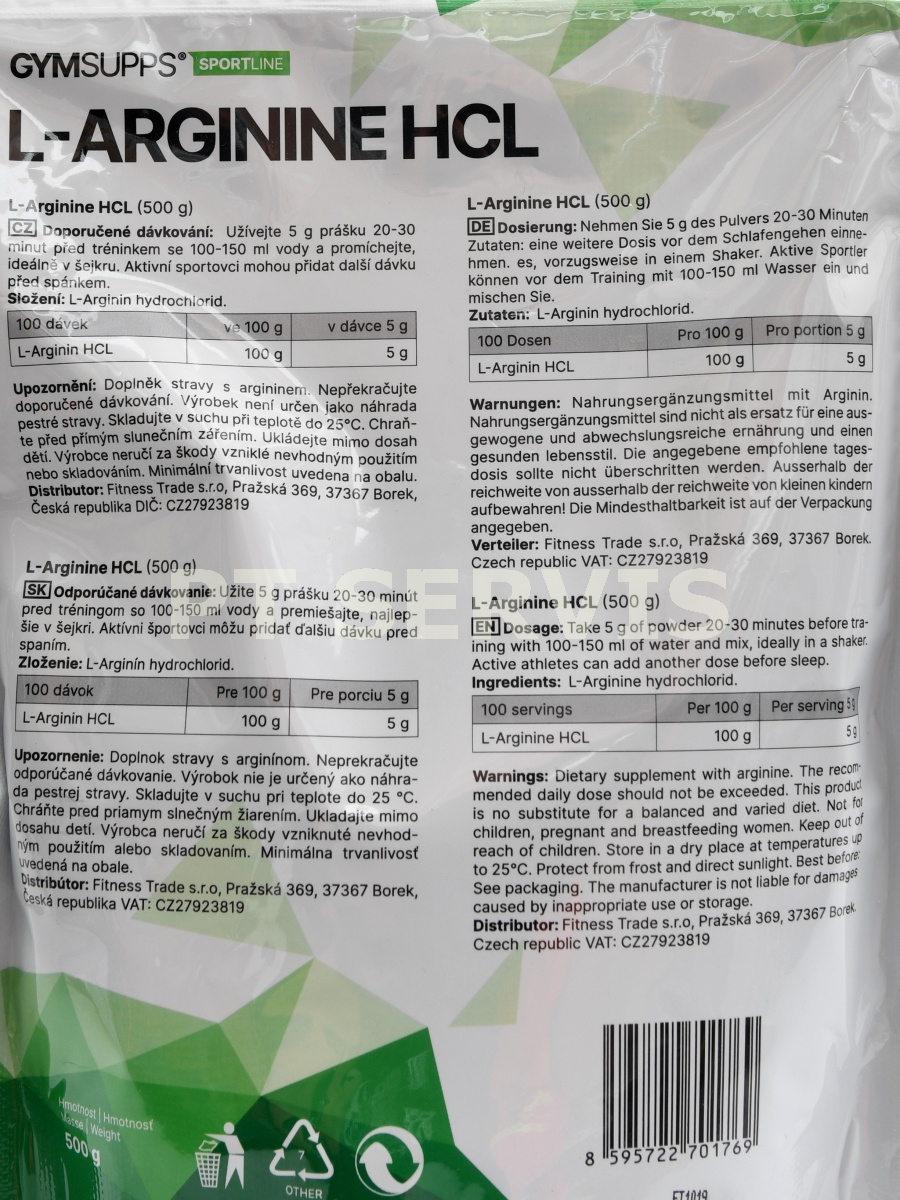 GYMSUPPS® SPORTLINE
L-ARGININE HCL
L-Arginine HCL (500 g)
CZ Doporučené dávkování: Užívejte 5 g prášku 20-30
minut před tréninkem se 100-150 ml vody a promíchejte,
ideálně v šejkru. Aktivní sportovci mohou přidat další dávku
před spánkem.
Složení: L-Arginin hydrochlorid.
100 dávek ve 100 g v dávce 5 g
L-Arginin HCL 100 g 5 g
Upozornění: Doplněk stravy s argininem. Nepřekračujte
doporučené dávkování. Výrobek není určen jako náhrada
pestré stravy. Skladujte v suchu při teplotě do 25°C. Chraň-
te před přímým slunečním zářením. Ukládejte mimo dosah
dětí. Výrobce neručí za škody vzniklé nevhodným použitím
nebo skladováním. Minimální trvanlivost uvedena na obalu.
Distributor: Fitness Trade s.r.o, Pražská 369, 37367 Borek,
Česká republika DIČ: CZ27923819
L-Arginine HCL (500 g)
SK Odporúčané dávkovanie: Užite 5 g prášku 20-30 minút
pred tréningom so 100-150 ml vody a premiešajte, najlep-
šie v šejkri. Aktívni športovci môžu pridať ďalšiu dávku pred
spaním.
Zloženie: L-Arginín hydrochlorid.
100 dávok Pre 100 g Pre porciu 5 g
L-Arginin HCL 100 g 5 g
Upozornenie: Doplnok stravy s arginínom. Neprekračujte
odporúčané dávkovanie. Výrobok nie je určený ako náhra-
da pestrej stravy. Skladujte v suchu pri teplote do 25 °C.
Chráňte pred priamym slnečným žiarením. Ukladajte mimo
dosahu detí. Výrobca neručí za škody vzniknuté nevhod-
ným použitím alebo skladovaním. Minimálna trvanlivosť
uvedená na obale.
Distribútor: Fitness Trade s.r.o, Pražská 369, 37367 Borek,
Česká republika VAT: CZ27923819
L-Arginine HCL (500 g)
DE Dosierung: Nehmen Sie 5 g des Pulvers 20-30 Minuten
Zutaten: eine weitere Dosis vor dem Schlafengehen einne-
hmen. es, vorzugsweise in einem Shaker. Aktive Sportler
können vor dem Training mit 100-150 ml Wasser ein und
mischen Sie.
Zutaten: L-Arginin hydrochlorid.
100 Dosen Pro 100 g Pro portion 5 g
L-Arginin HCL 100 g 5 g
Warnungen: Nahrungsergänzungsmittel mit Arginin.
Nahrungsergänzungsmittel sind nicht als ersatz für eine aus-
gewogene und abwechslungsreiche ernährung und einen
gesunden lebensstil. Die angegebene empfohlene tages-
dosis sollte nicht überschritten werden. Ausserhalb der
reichweite von ausserhalb der reichweite von kleinen kindern
aufbewahren! Die Mindesthaltbarkeit ist auf der Verpackung
angegeben.
Verteiler: Fitness Trade s.r.o, Pražská 369, 37367 Borek.
Czech republic VAT: CZ27923819
L-Arginine HCL (500 g)
EN Dosage: Take 5 g of powder 20-30 minutes before tra-
ining with 100-150 ml of water and mix, ideally in a shaker.
Active athletes can add another dose before sleep.
Ingredients: L-Arginine hydrochlorid.
100 servings Per 100 g Per serving 5 g
L-Arginine HCL 100 g 5 g
Warnings: Dietary supplement with arginine. The recom-
mended daily dose should not be exceeded. This product
is no substitute for a balanced and varied diet. Not for
children, pregnant and breastfeeding women. Keep out of
reach of children. Store in a dry place at temperatures up
to 25°C. Protect from frost and direct sunlight. Best before:
See packaging. The manufacturer is not liable for damages
caused by inappropriate use or storage.
Distributor: Fitness Trade s.r.o, Pražská 369, 37367 Borek.
Czech republic VAT: CZ27923819
PT SERVIS
Hmotnost | Hmotnosť
Masse | Weight
500 g
7
OTHER
8 595722 701769
FT1019